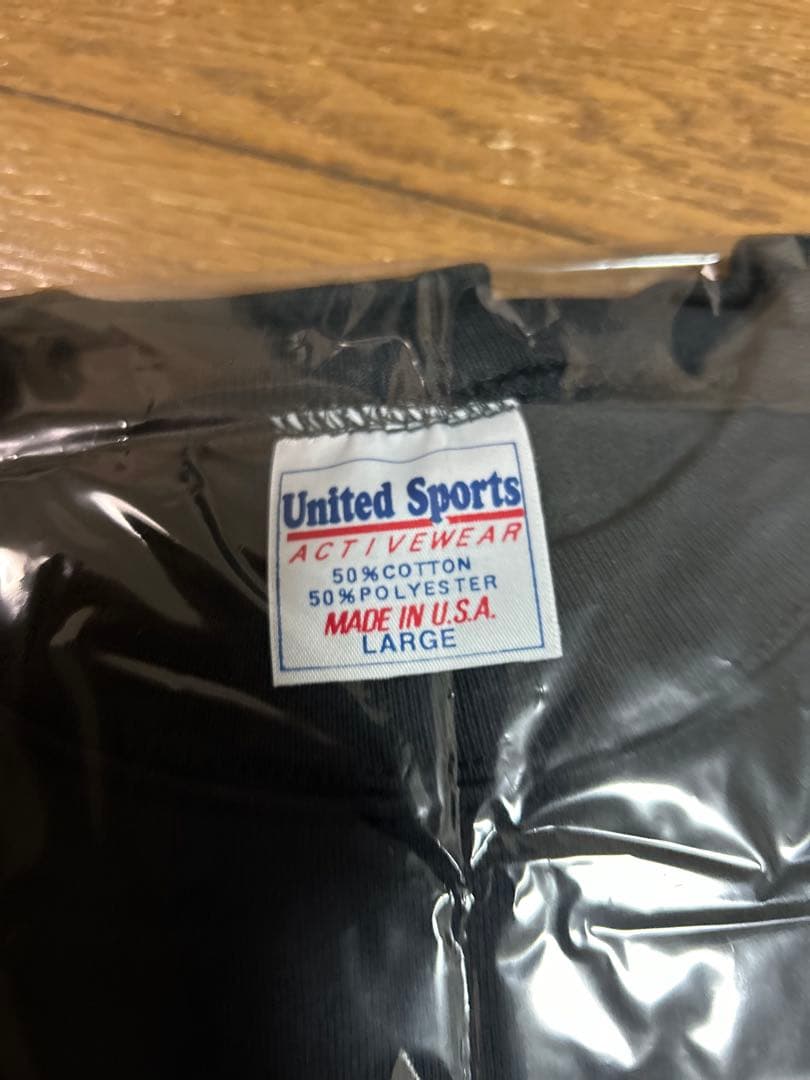 United Sports
ACTIVEWEAR
50%COTTON
50%POLYESTER
MADE IN U.S.A.
LARGE